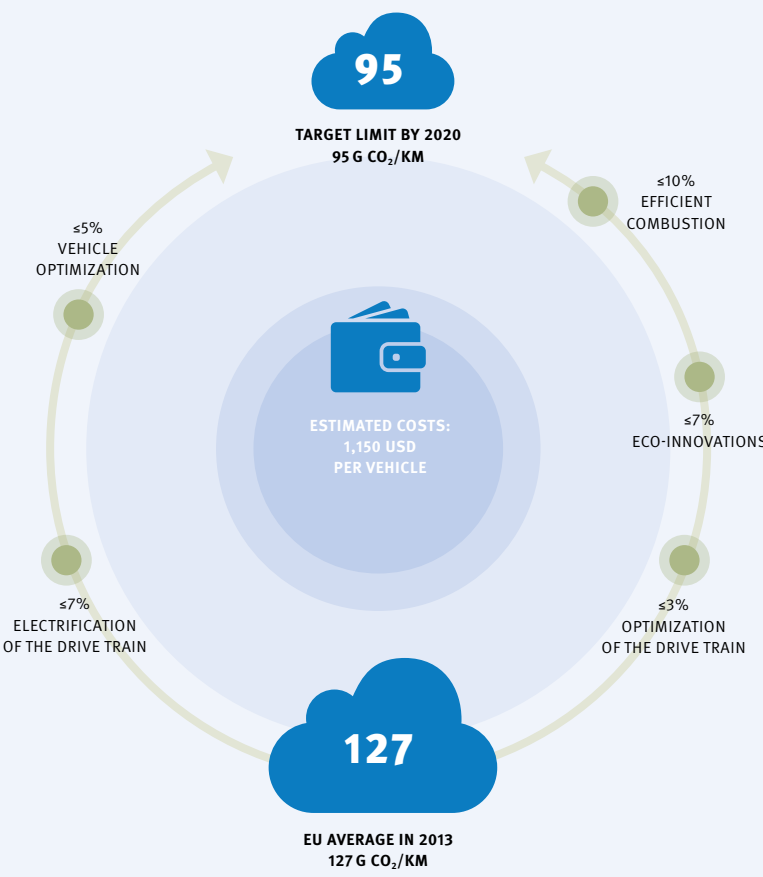 95
TARGET LIMIT BY 2020
95 G CO₂/KM
≤10%
EFFICIENT
COMBUSTION
≤5%
VEHICLE
OPTIMIZATION
ESTIMATED COSTS:
1,150 USD
PER VEHICLE
≤7%
ECO-INNOVATIONS
≤7%
ELECTRIFICATION
OF THE DRIVE TRAIN
≤3%
OPTIMIZATION
OF THE DRIVE TRAIN
127
EU AVERAGE IN 2013
127 G CO₂/KM